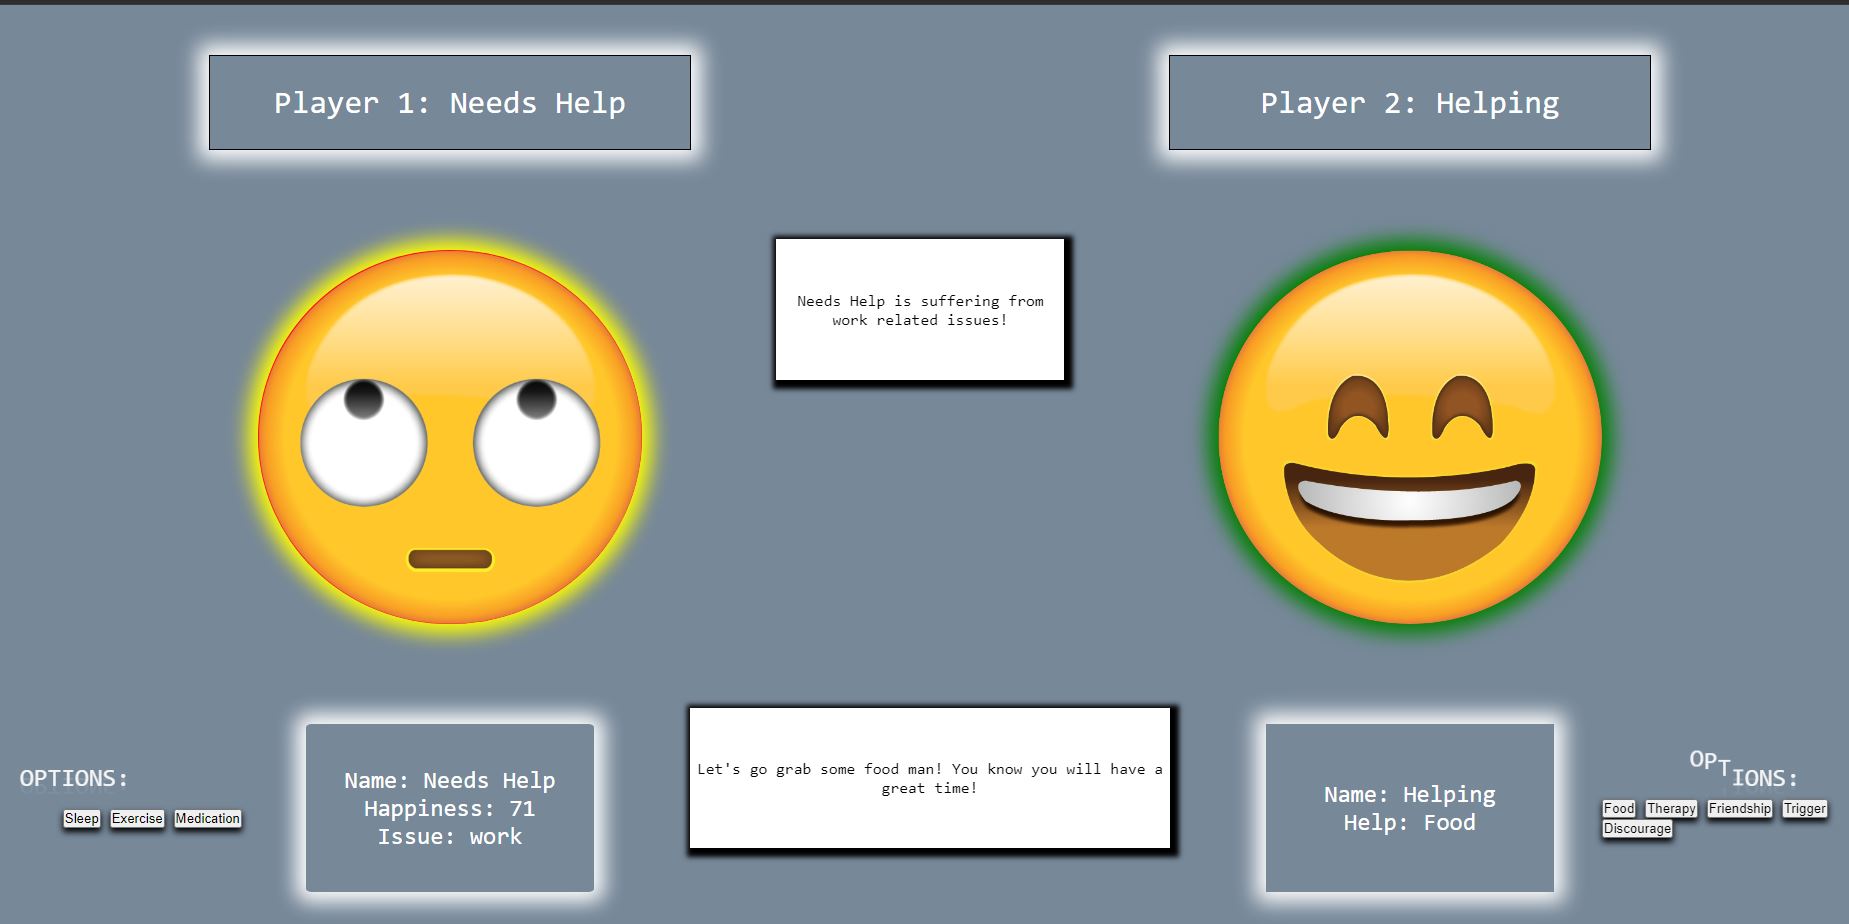 Player 1: Needs Help
Player 2: Helping
Needs Help is suffering from
work related issues!
OPTIONS:
Sleep Exercise Medication
Name: Needs Help
Happiness: 71
Issue: work
Let's go grab some food man! You know you will have a
great time!
Name: Helping
Help: Food
OPTIONS:
Food Therapy Friendship Trigger
Discourage